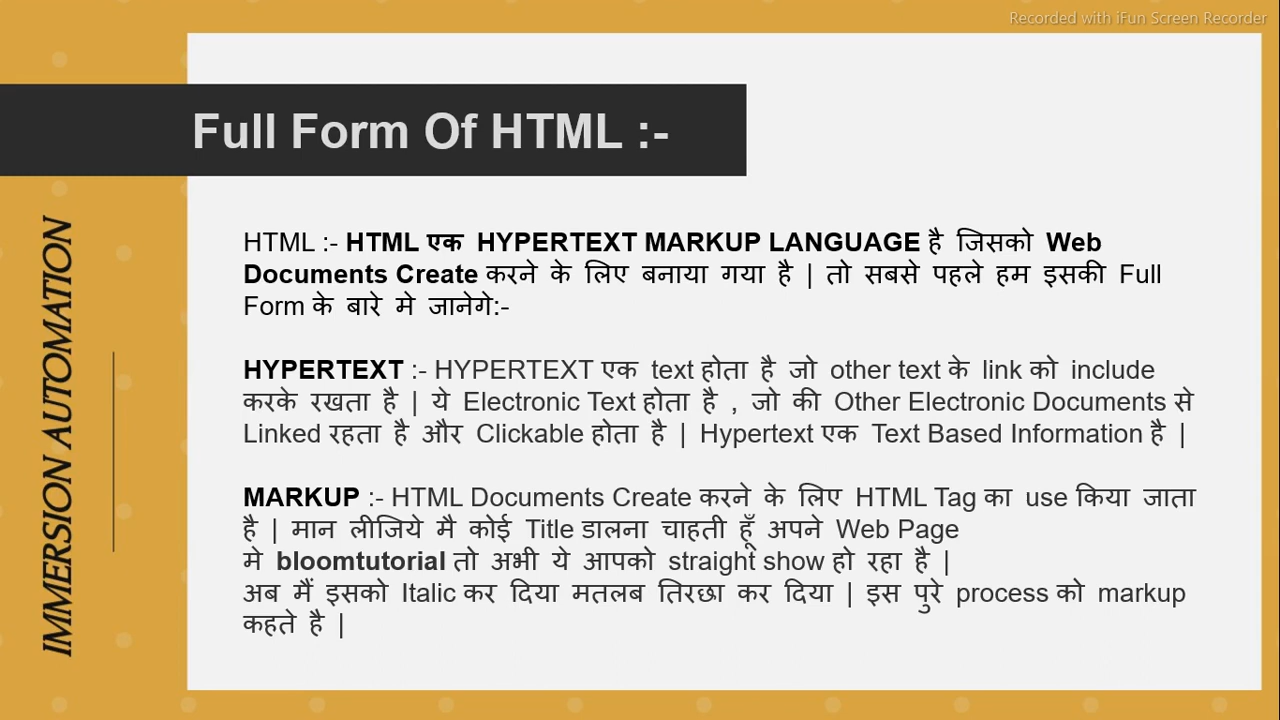 Recorded with iFun Screen Recorder
Full Form Of HTML :-
IMMERSION AUTOMATION
HTML :- HTML एक HYPERTEXT MARKUP LANGUAGE है जिसको Web
Documents Create करने के लिए बनाया गया है | तो सबसे पहले हम इसकी Full
Form के बारे मे जानेगे:-
HYPERTEXT :- HYPERTEXT एक text होता है जो other text के link को include
करके रखता है | ये Electronic Text होता है , जो की Other Electronic Documents से
Linked रहता है और Clickable होता है | Hypertext एक Text Based Information है |
MARKUP :- HTML Documents Create करने के लिए HTML Tag का use किया जाता
है | मान लीजिये मै कोई Title डालना चाहती हूँ अपने Web Page
मे bloomtutorial तो अभी ये आपको straight show हो रहा है |
अब मैं इसको Italic कर दिया मतलब तिरछा कर दिया | इस पुरे process को markup
कहते है |